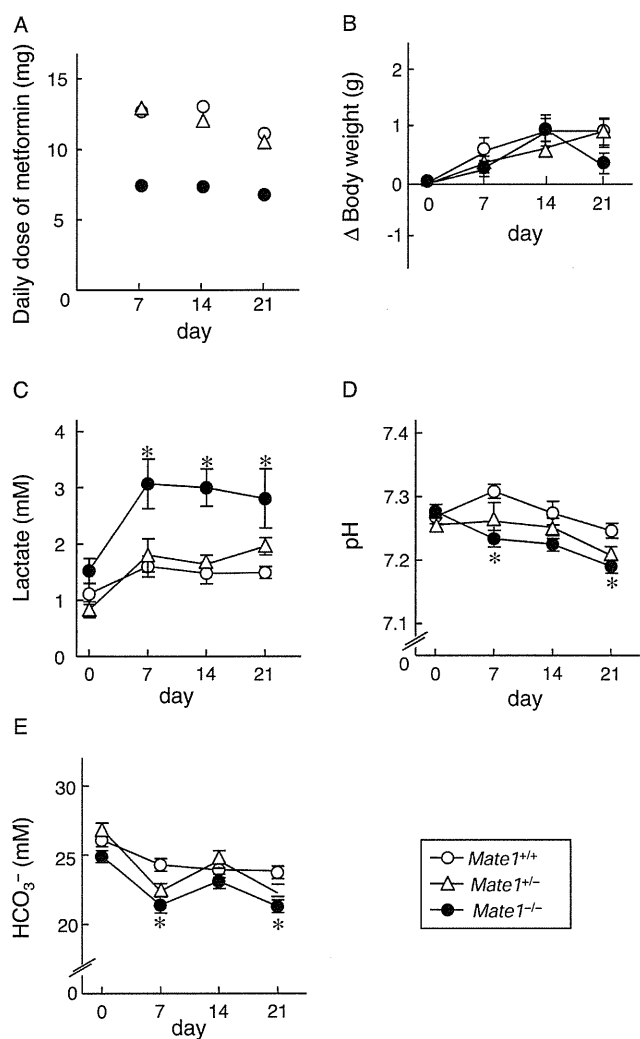 A
Daily dose of metformin (mg)
15
10
5
0
7 14 21
day
B
Δ Body weight (g)
2
1
0
-1
0 7 14 21
day
C
Lactate (mM)
4
3
2
1
0
* * *
0 7 14 21
day
D
pH
7.4
7.3
7.2
7.1
0
* *
0 7 14 21
day
E
HCO₃⁻ (mM)
30
25
20
0
* *
0 7 14 21
day
Mate1⁺/⁺
Mate1⁺/⁻
Mate1⁻/⁻